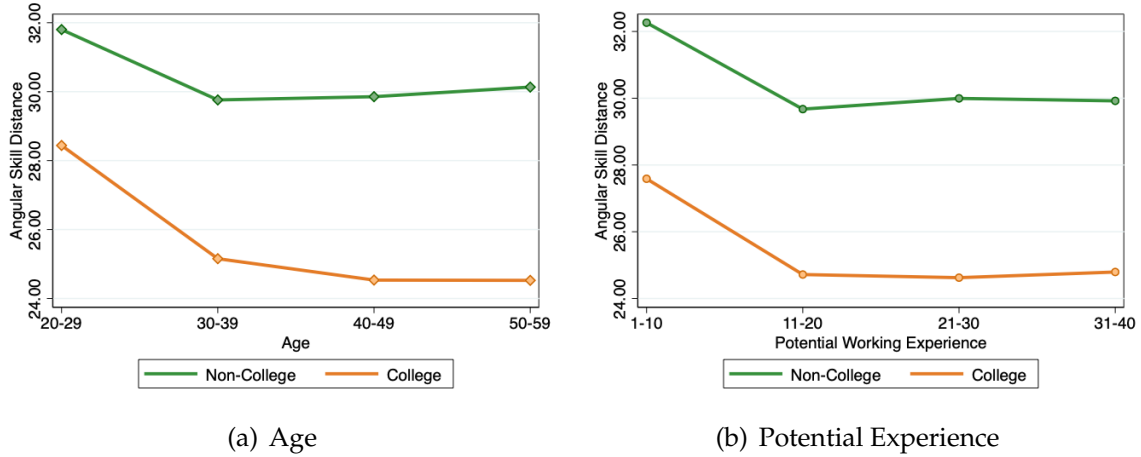 32.00
30.00
28.00
26.00
24.00
Angular Skill Distance
20-29
30-39
40-49
50-59
Age
Non-College
College
(a) Age
32.00
30.00
28.00
26.00
24.00
Angular Skill Distance
1-10
11-20
21-30
31-40
Potential Working Experience
Non-College
College
(b) Potential Experience